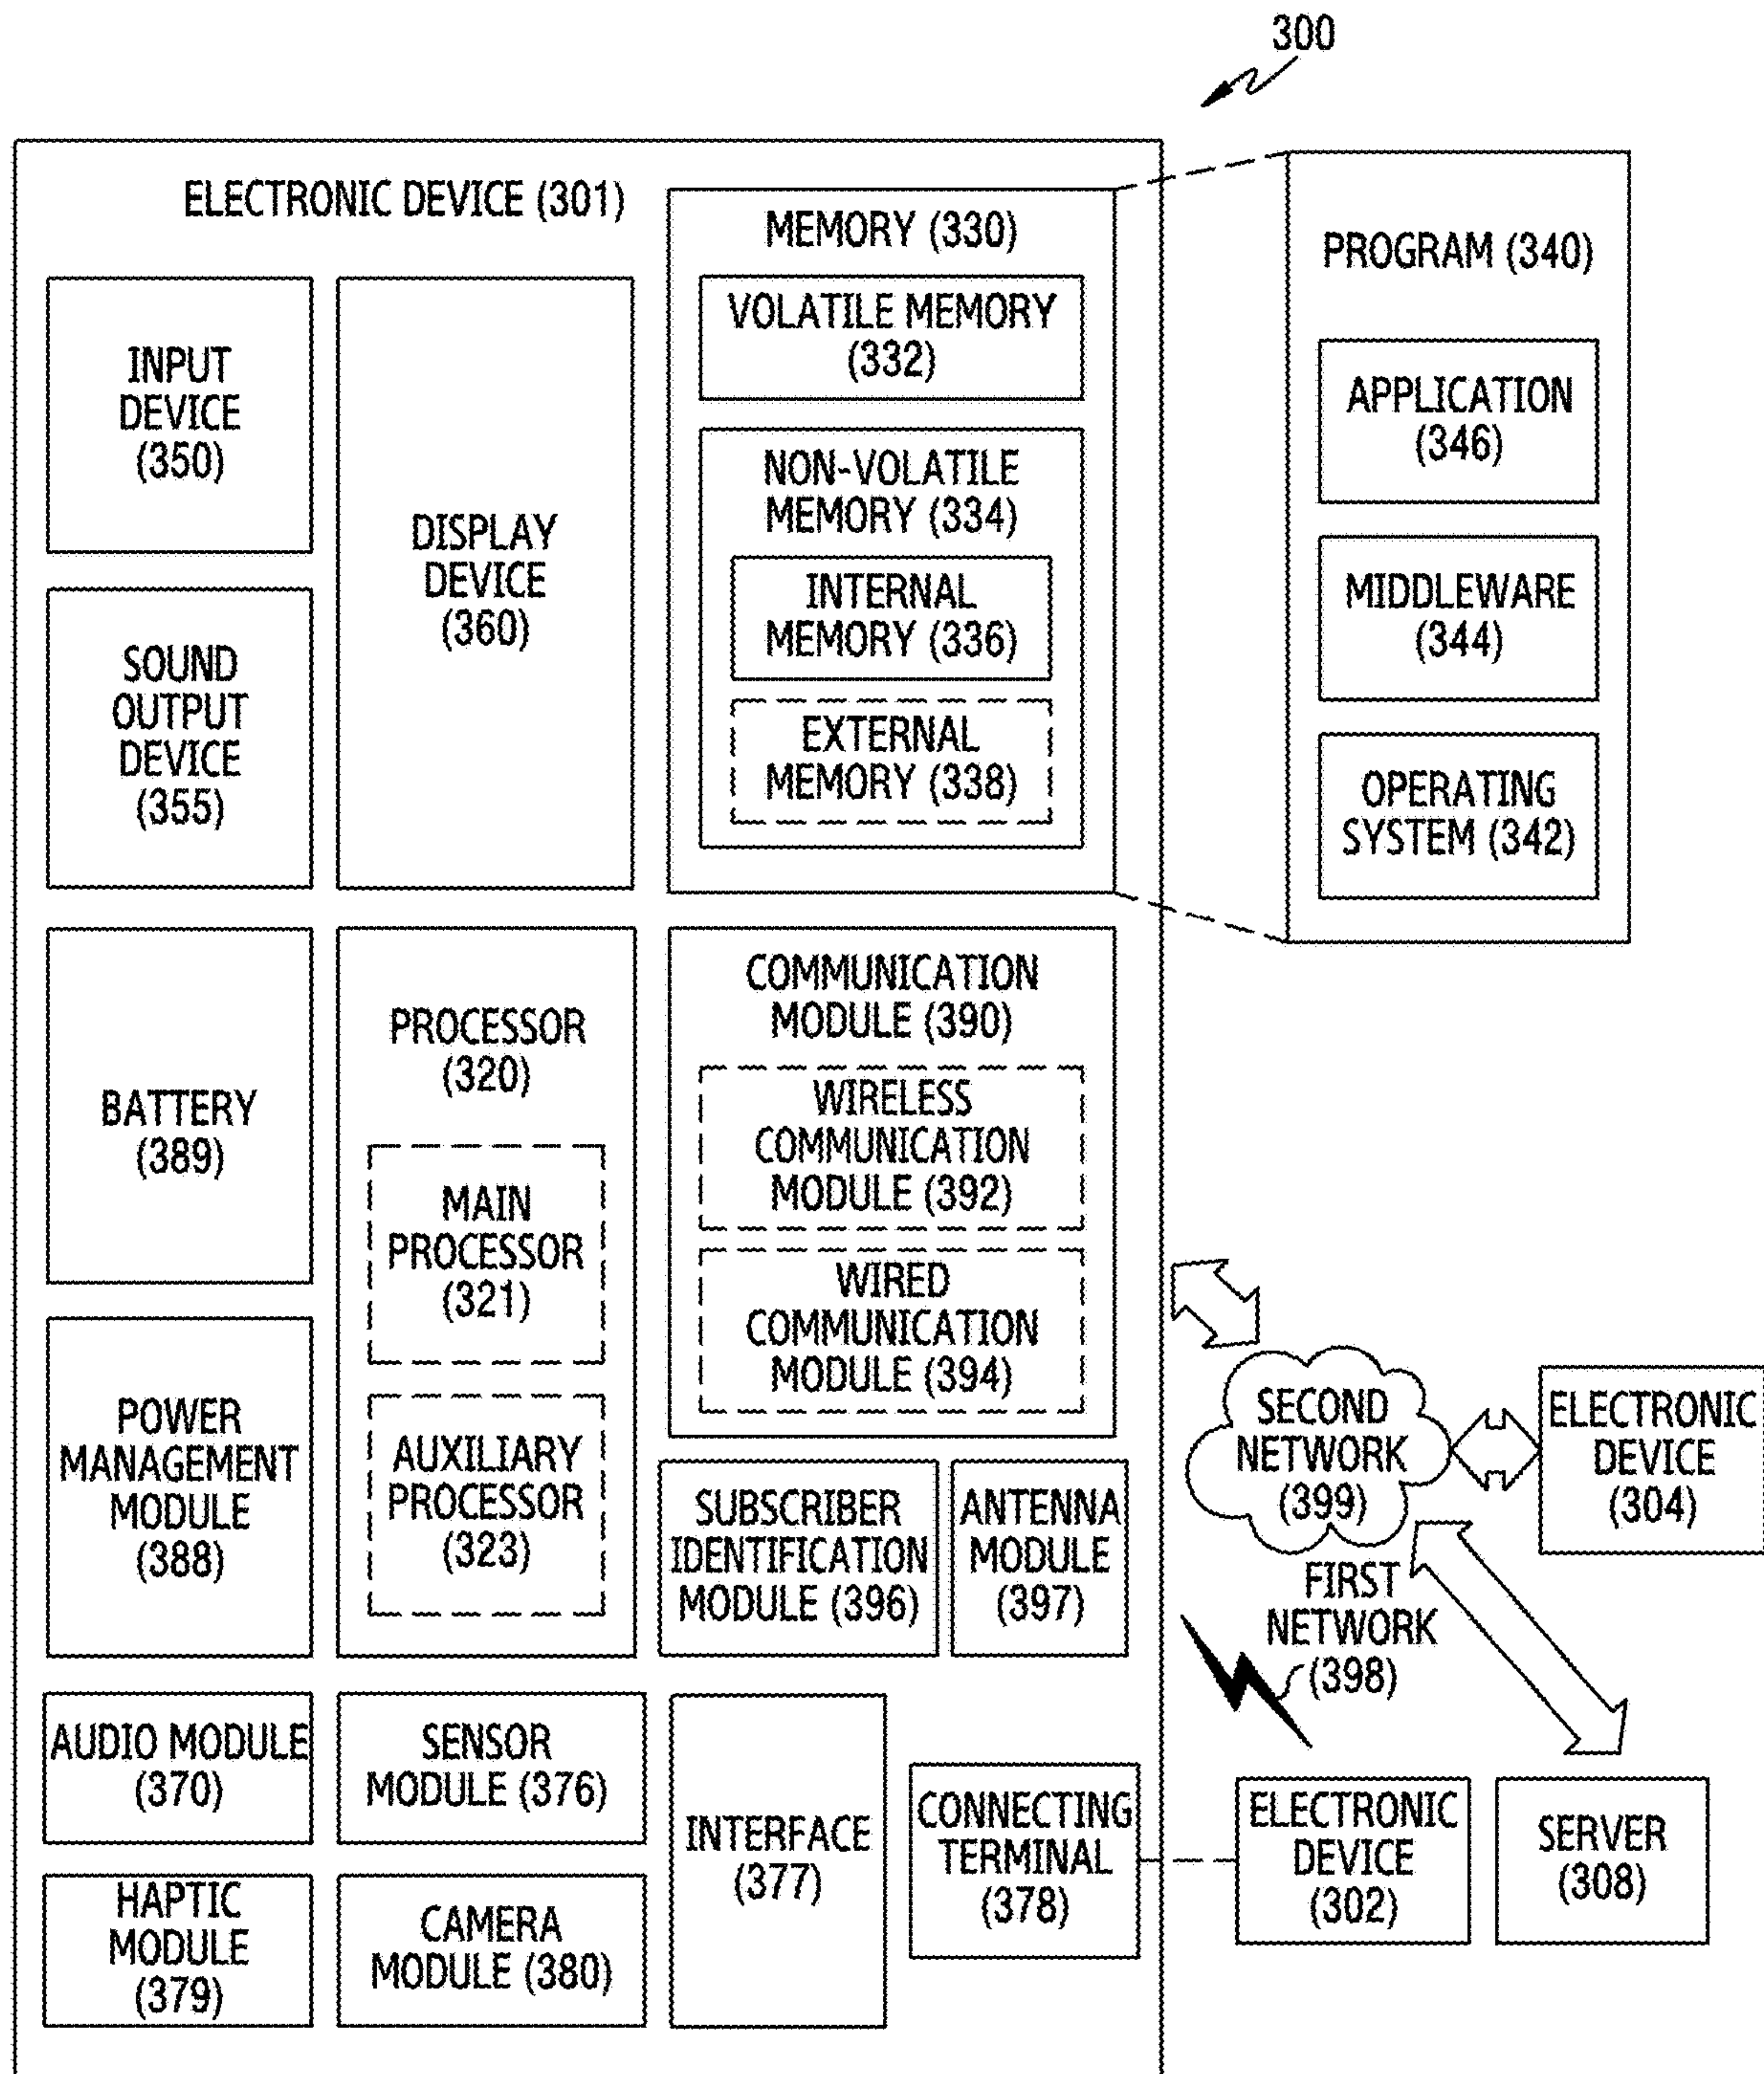 300
ELECTRONIC DEVICE (301)
INPUT
DEVICE
(350)
SOUND
OUTPUT
DEVICE
(355)
DISPLAY
DEVICE
(360)
MEMORY (330)
VOLATILE MEMORY
(332)
NON-VOLATILE
MEMORY (334)
INTERNAL
MEMORY (336)
EXTERNAL
MEMORY (338)
PROGRAM (340)
APPLICATION
(346)
MIDDLEWARE
(344)
OPERATING
SYSTEM (342)
BATTERY
(389)
POWER
MANAGEMENT
MODULE
(388)
PROCESSOR
(320)
MAIN
PROCESSOR
(321)
AUXILIARY
PROCESSOR
(323)
COMMUNICATION
MODULE (390)
WIRELESS
COMMUNICATION
MODULE (392)
WIRED
COMMUNICATION
MODULE (394)
SUBSCRIBER
IDENTIFICATION
MODULE (396)
ANTENNA
MODULE
(397)
SECOND
NETWORK
(399)
ELECTRONIC
DEVICE
(304)
FIRST
NETWORK
(398)
AUDIO MODULE
(370)
SENSOR
MODULE (376)
HAPTIC
MODULE
(379)
CAMERA
MODULE (380)
INTERFACE
(377)
CONNECTING
TERMINAL
(378)
ELECTRONIC
DEVICE
(302)
SERVER
(308)